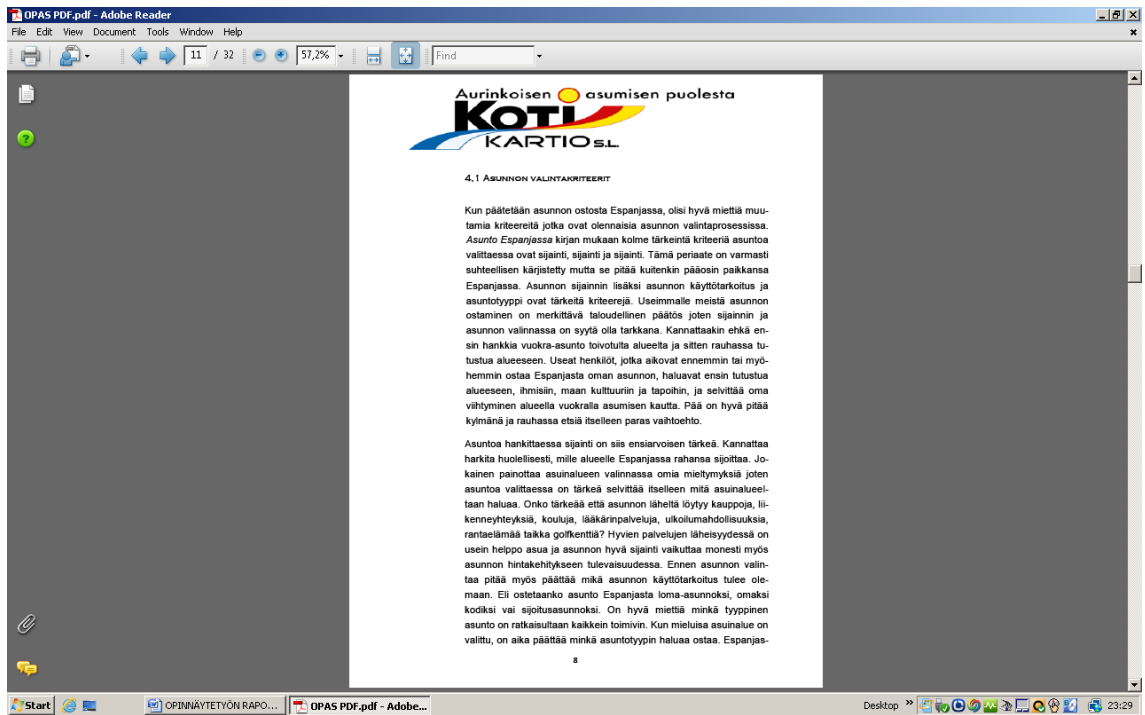 OPAS PDF.pdf - Adobe Reader
File Edit View Document Tools Window Help
11 / 32 57,2% Find
Aurinkoisen asumisen puolesta
KOTI
KARTIO S.L.
4.1 ASUNNON VALINTAKRITEERIT
Kun päätetään asunnon ostosta Espanjassa, olisi hyvä miettiä muu-
tamia kriteereitä jotka ovat olennaisia asunnon valintaprosessissa.
Asunto Espanjassa kirjan mukaan kolme tärkeintä kriteeriä asuntoa
valittaessa ovat sijainti, sijainti ja sijainti. Tämä periaate on varmasti
suhteellisen kärjistetty mutta se pitää kuitenkin pääosin paikkansa
Espanjassa. Asunnon sijainnin lisäksi asunnon käyttötarkoitus ja
asuntotyyppi ovat tärkeitä kriteerejä. Useimmalle meistä asunnon
ostaminen on merkittävä taloudellinen päätös joten sijainnin ja
asunnon valinnassa on syytä olla tarkkana. Kannattaakin ehkä en-
sin hankkia vuokra-asunto toivotulta alueelta ja sitten rauhassa tu-
tustua alueeseen. Useat henkilöt, jotka aikovat ennemmin tai myö-
hemmin ostaa Espanjasta oman asunnon, haluavat ensin tutustua
alueeseen, ihmisiin, maan kulttuuriin ja tapoihin, ja selvittää oma
viihtyminen alueella vuokralla asumisen kautta. Pää on hyvä pitää
kylmänä ja rauhassa etsiä itselleen paras vaihtoehto.
Asuntoa hankittaessa sijainti on siis ensiarvoisen tärkeä. Kannattaa
harkita huolellisesti, mille alueelle Espanjassa rahansa sijoittaa. Jo-
kainen painottaa asuinalueen valinnassa omia mieltymyksiä joten
asuntoa valittaessa on tärkeä selvittää itselleen mitä asuinalueel-
taan haluaa. Onko tärkeää että asunnon läheltä löytyy kauppoja, lii-
kenneyhteyksiä, kouluja, lääkärinpalveluja, ulkoilumahdollisuuksia,
rantaelämää taikka golfkenttiä? Hyvien palvelujen läheisyydessä on
usein helppo asua ja asunnon hyvä sijainti vaikuttaa monesti myös
asunnon hintakehitykseen tulevaisuudessa. Ennen asunnon valin-
taa pitää myös päättää mikä asunnon käyttötarkoitus tulee ole-
maan. Eli ostetaanko asunto Espanjasta loma-asunnoksi, omaksi
kodiksi vai sijoitusasunnoksi. On hyvä miettiä minkä tyyppinen
asunto on ratkaisultaan kaikkein toimivin. Kun mieluisa asuinalue on
valittu, on aika päättää minkä asuntotyypin haluaa ostaa. Espanjas-
8
Start OPINNÄYTETYÖN RAPO... OPAS PDF.pdf - Adobe... Desktop » 23:29